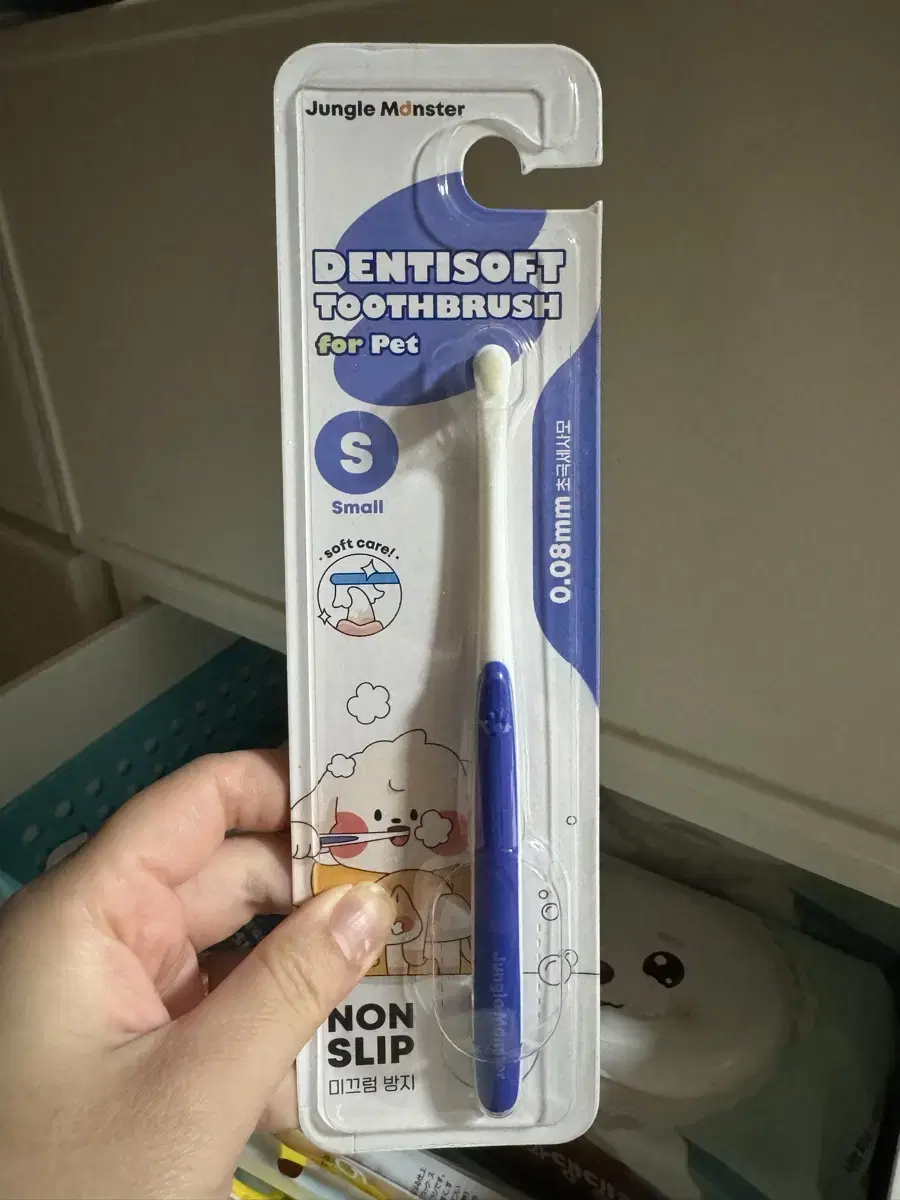 Jungle Monster
DENTISOFT
TOOTHBRUSH
for Pet
S
Small
· soft care! ·
0.08mm 초극세사모
Jungle Monster
NON
SLIP
미끄럼 방지